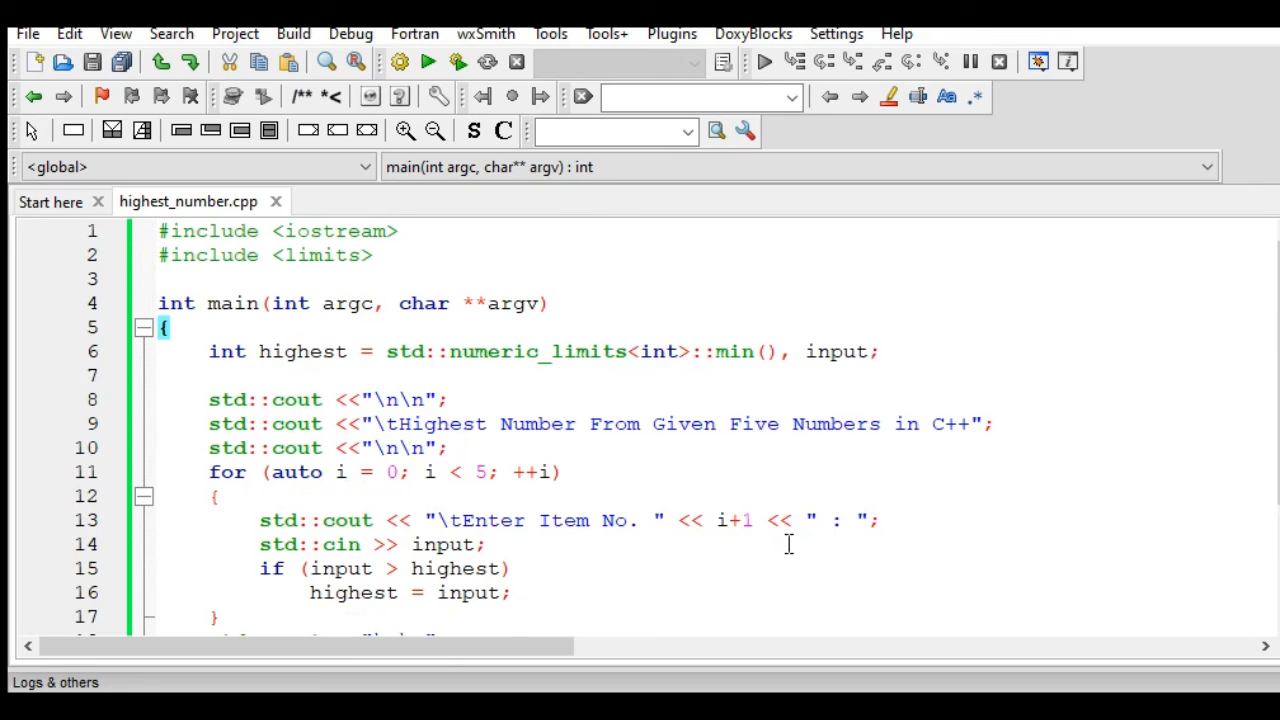 File Edit View Search Project Build Debug Fortran wxSmith Tools Tools+ Plugins DoxyBlocks Settings Help
/** *<
S C
Aa .*
<global> main(int argc, char** argv) : int
Start here highest_number.cpp
1 #include <iostream>
2 #include <limits>
3
4 int main(int argc, char **argv)
5 {
6 int highest = std::numeric_limits<int>::min(), input;
7
8 std::cout <<"\n\n";
9 std::cout <<"\tHighest Number From Given Five Numbers in C++";
10 std::cout <<"\n\n";
11 for (auto i = 0; i < 5; ++i)
12 {
13 std::cout << "\tEnter Item No. " << i+1 << " : ";
14 std::cin >> input;
15 if (input > highest)
16 highest = input;
17 }
Logs & others